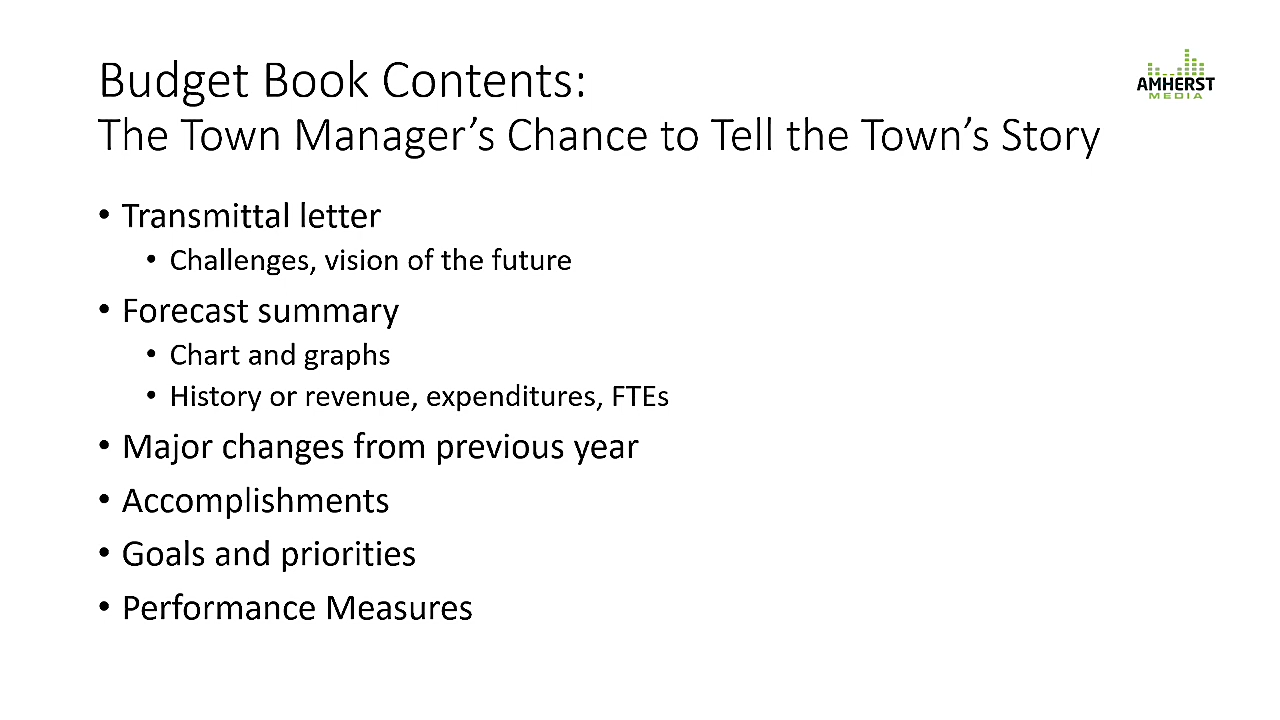 Budget Book Contents:
The Town Manager's Chance to Tell the Town's Story
AMHERST
MEDIA
• Transmittal letter
• Challenges, vision of the future
• Forecast summary
• Chart and graphs
• History or revenue, expenditures, FTEs
• Major changes from previous year
• Accomplishments
• Goals and priorities
• Performance Measures